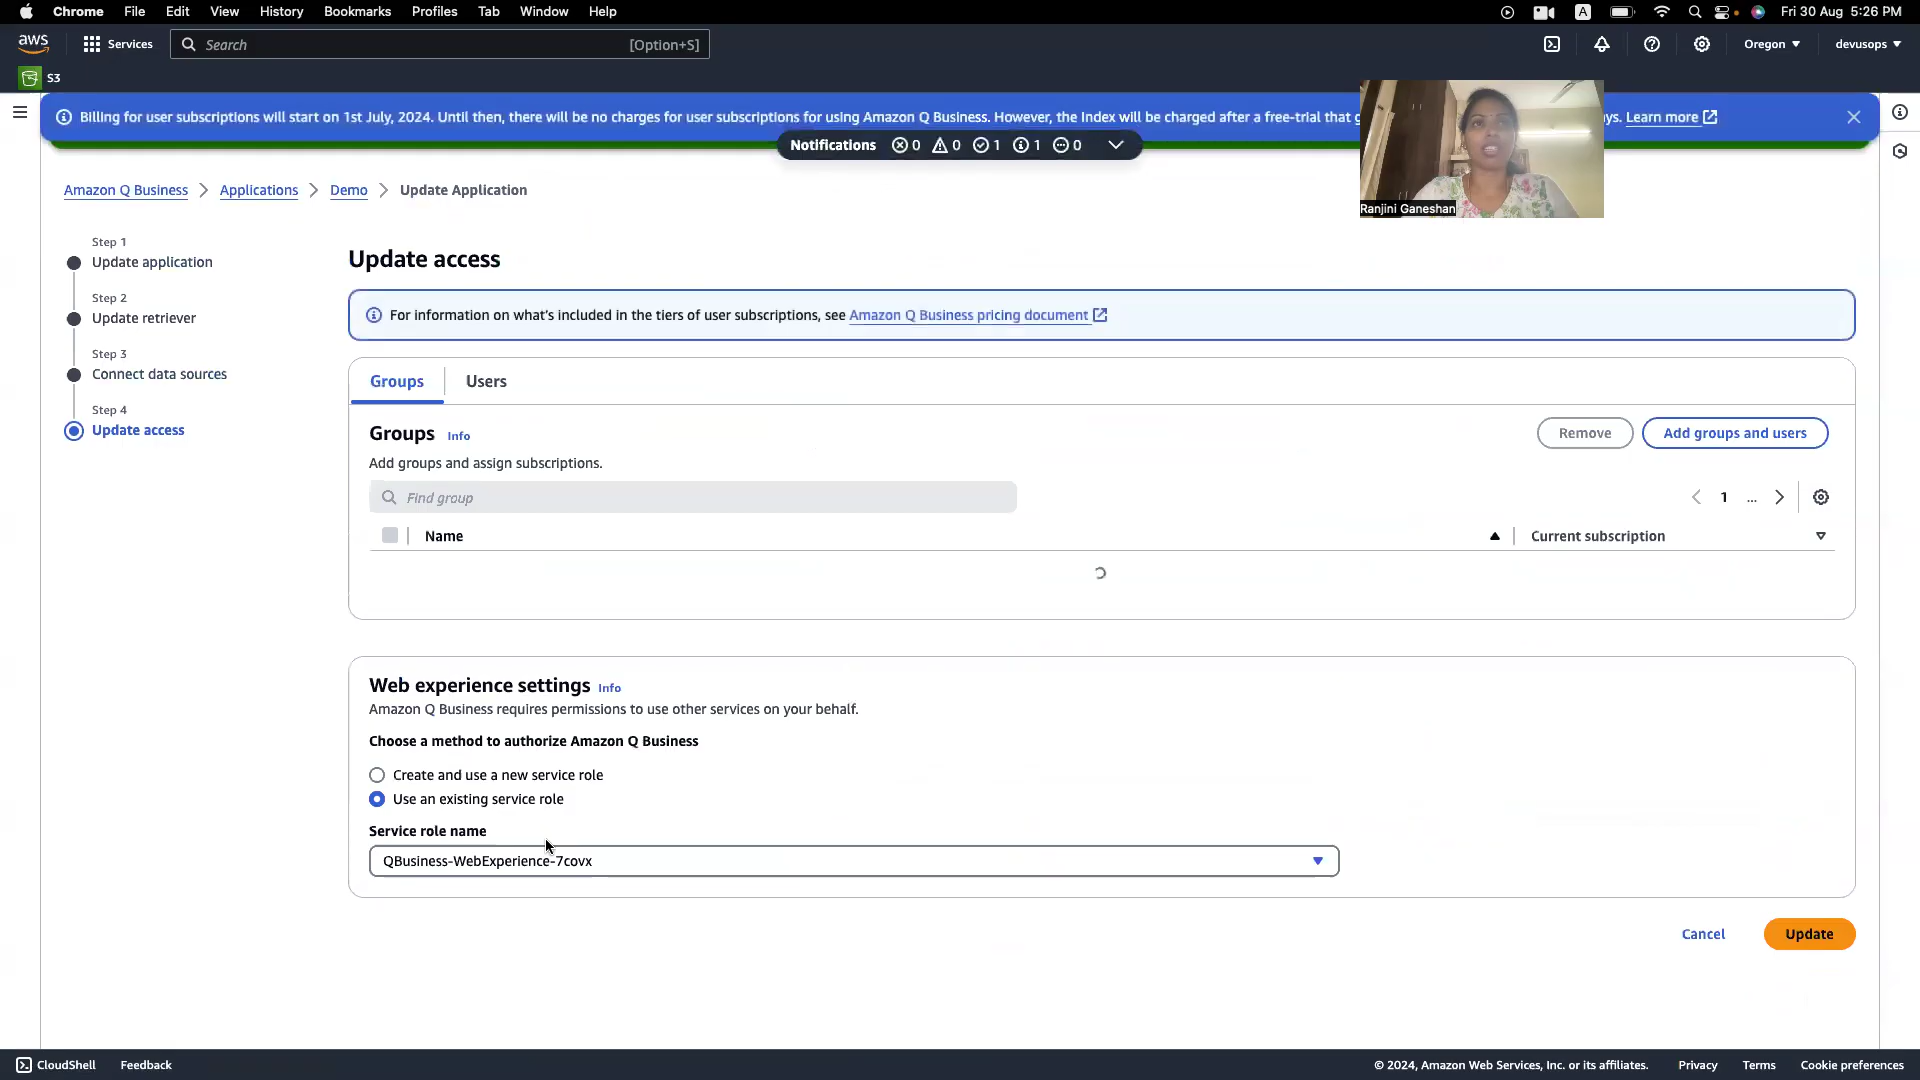 Chrome File Edit View History Bookmarks Profiles Tab Window Help A Fri 30 Aug 5:26 PM
aws Services Search [Option+S] Oregon devusops
S3
Billing for user subscriptions will start on 1st July, 2024. Until then, there will be no charges for user subscriptions for using Amazon Q Business. However, the Index will be charged after a free-trial that ys. Learn more
Notifications 0 0 1 1 0
Ranjini Ganeshan
Amazon Q Business > Applications > Demo > Update Application
Step 1
Update application
Step 2
Update retriever
Step 3
Connect data sources
Step 4
Update access
Update access
For information on what's included in the tiers of user subscriptions, see Amazon Q Business pricing document
Groups Users
Groups Info
Remove Add groups and users
Add groups and assign subscriptions.
Find group
1 ...
Name Current subscription
Web experience settings Info
Amazon Q Business requires permissions to use other services on your behalf.
Choose a method to authorize Amazon Q Business
Create and use a new service role
Use an existing service role
Service role name
QBusiness-WebExperience-7covx
Cancel Update
CloudShell Feedback © 2024, Amazon Web Services, Inc. or its affiliates. Privacy Terms Cookie preferences